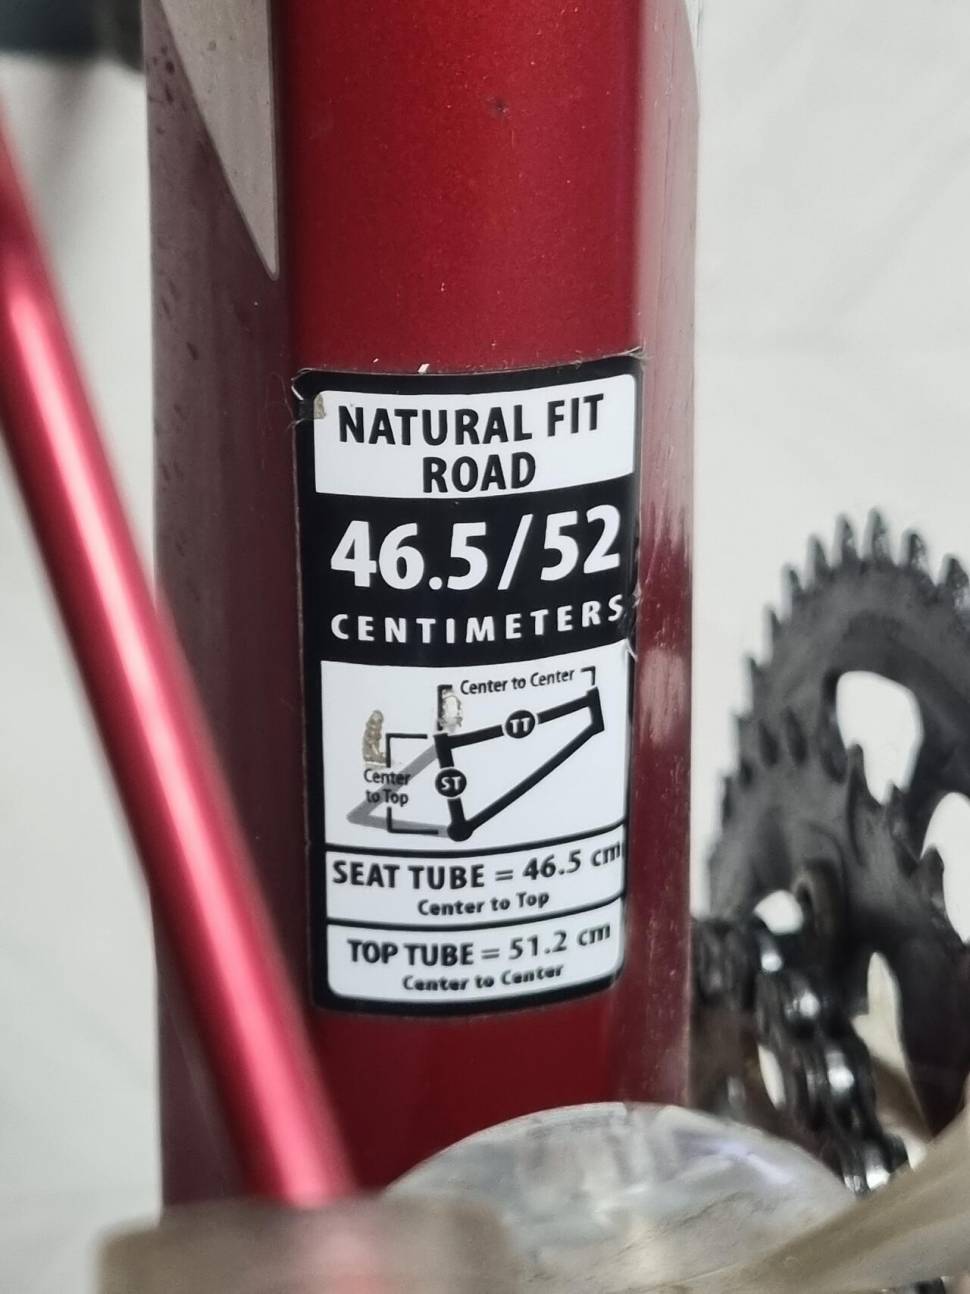 NATURAL FIT
ROAD
46.5/52
CENTIMETERS
Center to Center
TT
Center
to Top
ST
SEAT TUBE = 46.5 cm
Center to Top
TOP TUBE = 51.2 cm
Center to Center